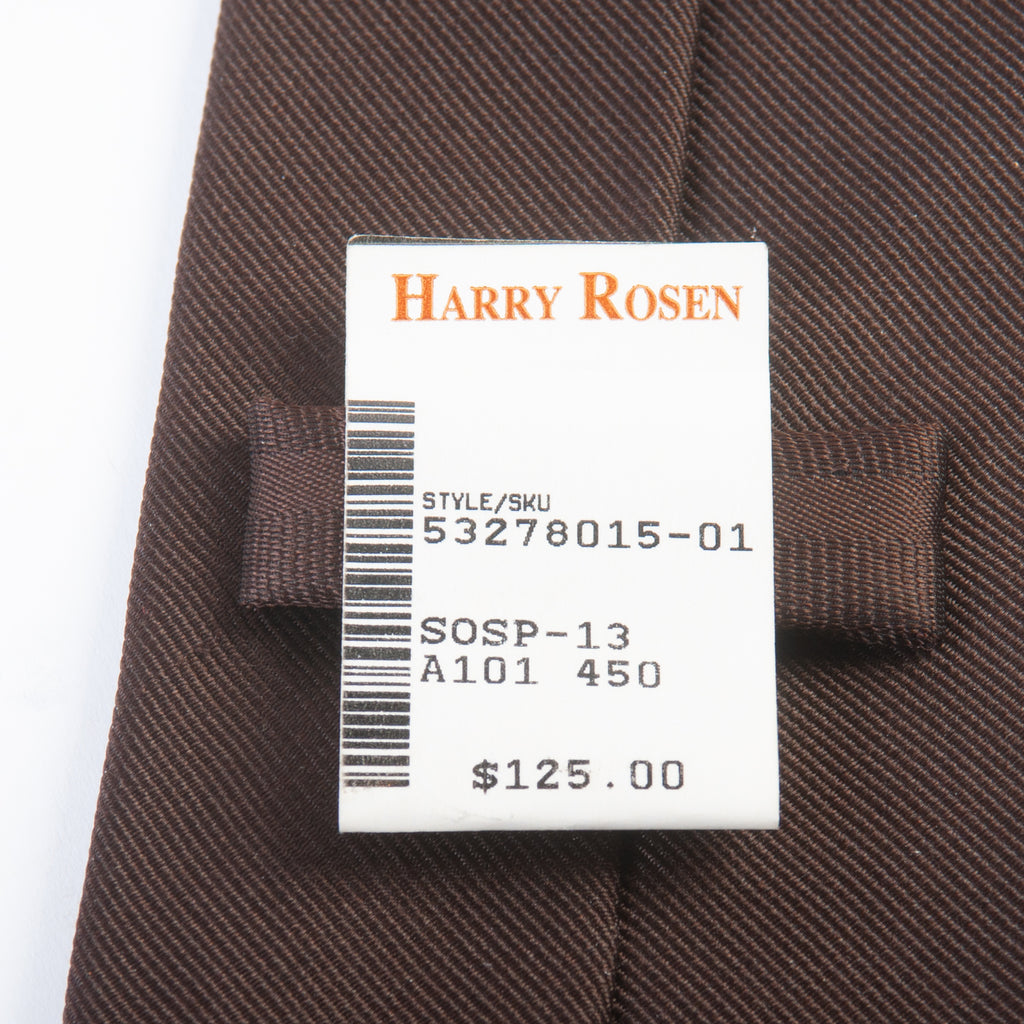 HARRY ROSEN
STYLE/SKU
53278015-01
SOSP-13
A101 450
$125.00